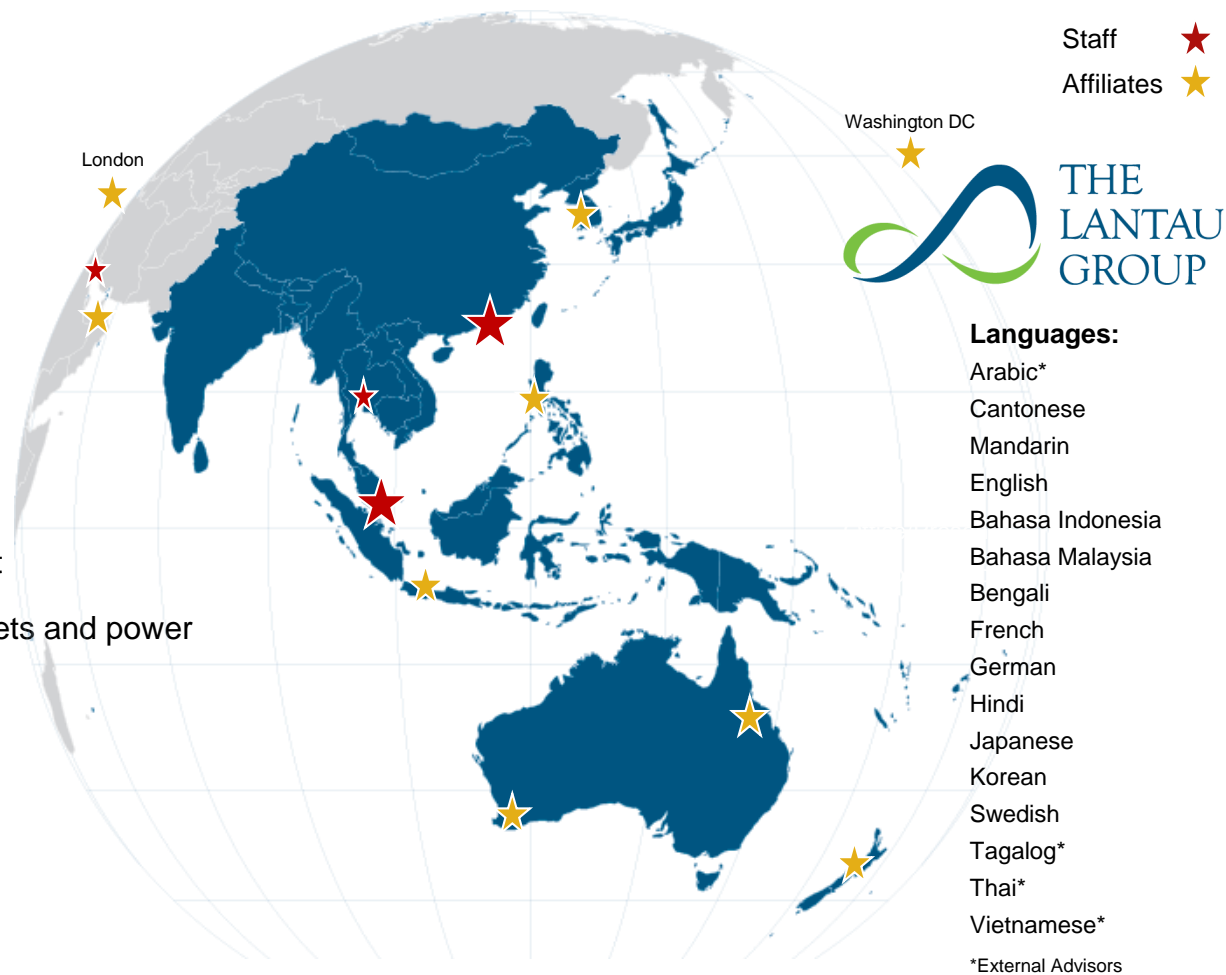 Staff
Affiliates
Washington DC
London
THE
LANTAU
GROUP
Languages:
Arabic*
Cantonese
Mandarin
English
Bahasa Indonesia
Bahasa Malaysia
Bengali
ets and power
French
German
Hindi
Japanese
Korean
Swedish
Tagalog*
Thai*
Vietnamese*
*External Advisors